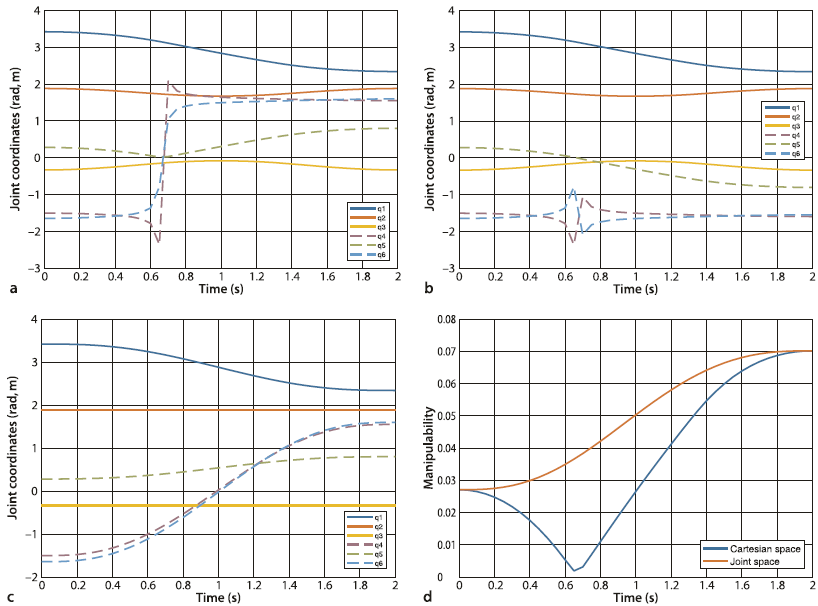 4
3
2
1
0
−1
−2
−3
Joint coordinates (rad, m)
0 0.2 0.4 0.6 0.8 1 1.2 1.4 1.6 1.8 2
Time (s)
q1
q2
q3
q4
q5
q6
a
4
3
2
1
0
−1
−2
−3
Joint coordinates (rad, m)
0 0.2 0.4 0.6 0.8 1 1.2 1.4 1.6 1.8 2
Time (s)
q1
q2
q3
q4
q5
q6
b
4
3
2
1
0
−1
−2
Joint coordinates (rad, m)
0 0.2 0.4 0.6 0.8 1 1.2 1.4 1.6 1.8 2
Time (s)
q1
q2
q3
q4
q5
q6
c
0.08
0.07
0.06
0.05
0.04
0.03
0.02
0.01
0
Manipulability
0 0.2 0.4 0.6 0.8 1 1.2 1.4 1.6 1.8 2
Time (s)
Cartesian space
Joint space
d